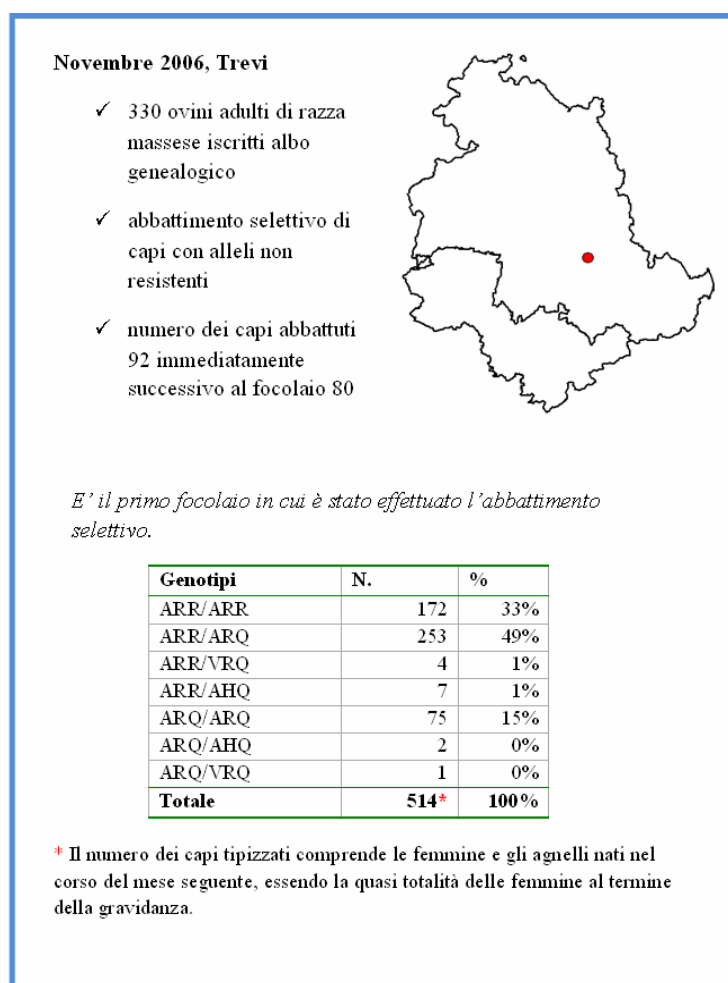 Novembre 2006, Trevi
✓ 330 ovini adulti di razza
massese iscritti albo
genealogico
✓ abbattimento selettivo di
capi con alleli non
resistenti
✓ numero dei capi abbattuti
92 immediatamente
successivo al focolaio 80
E' il primo focolaio in cui è stato effettuato l'abbattimento
selettivo.
Genotipi N. %
ARR/ARR 172 33%
ARR/ARQ 253 49%
ARR/VRQ 4 1%
ARR/AHQ 7 1%
ARQ/ARQ 75 15%
ARQ/AHQ 2 0%
ARQ/VRQ 1 0%
Totale 514* 100%
* Il numero dei capi tipizzati comprende le femmine e gli agnelli nati nel
corso del mese seguente, essendo la quasi totalità delle femmine al termine
della gravidanza.